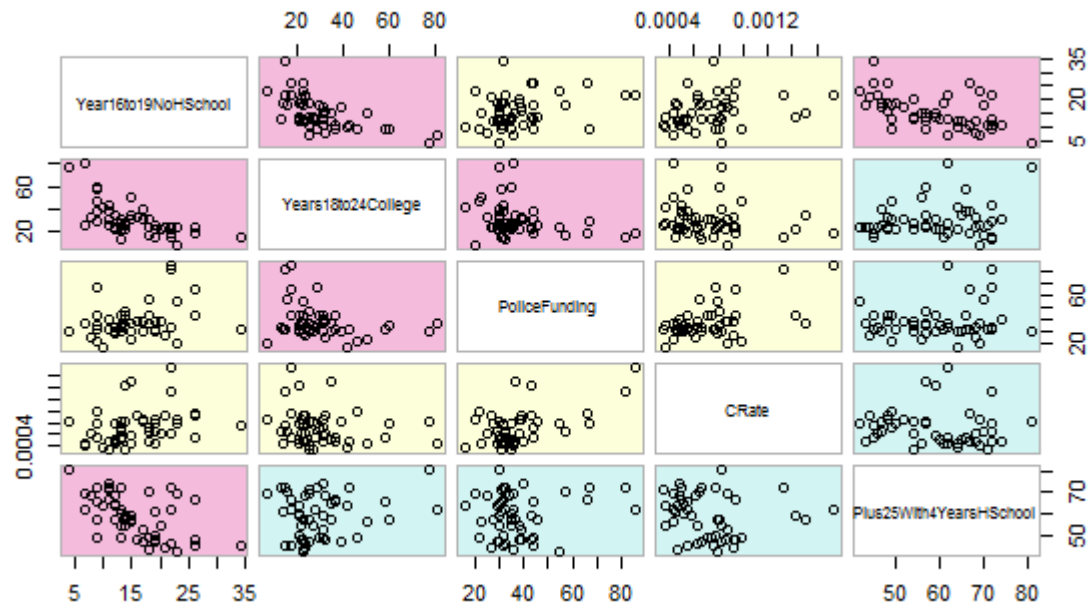 20 40 60 80 0.0004 0.0012
Year16to19NoHSchool 5 20 35
20 60 Years18to24College
PoliceFunding 20 60
0.0004 CRate
Plus25With4YearsHSchool 50 70
5 15 25 35 20 40 60 80 50 60 70 80